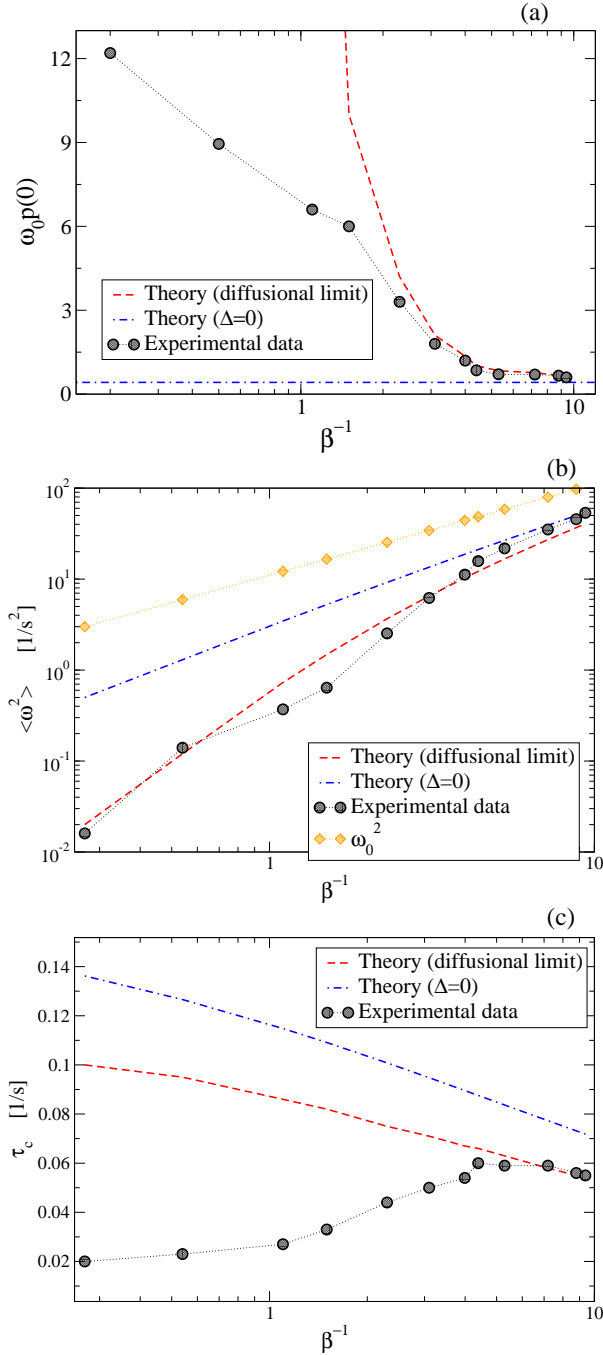 (a)
12
9
6
3
0
ω₀p(0)
Theory (diffusional limit)
Theory (Δ=0)
Experimental data
1
10
β⁻¹
(b)
10²
10¹
10⁰
10⁻¹
10⁻²
<ω²> [1/s²]
Theory (diffusional limit)
Theory (Δ=0)
Experimental data
ω₀²
1
10
β⁻¹
(c)
0.14
0.12
0.1
0.08
0.06
0.04
0.02
τ_c [1/s]
Theory (diffusional limit)
Theory (Δ=0)
Experimental data
1
10
β⁻¹